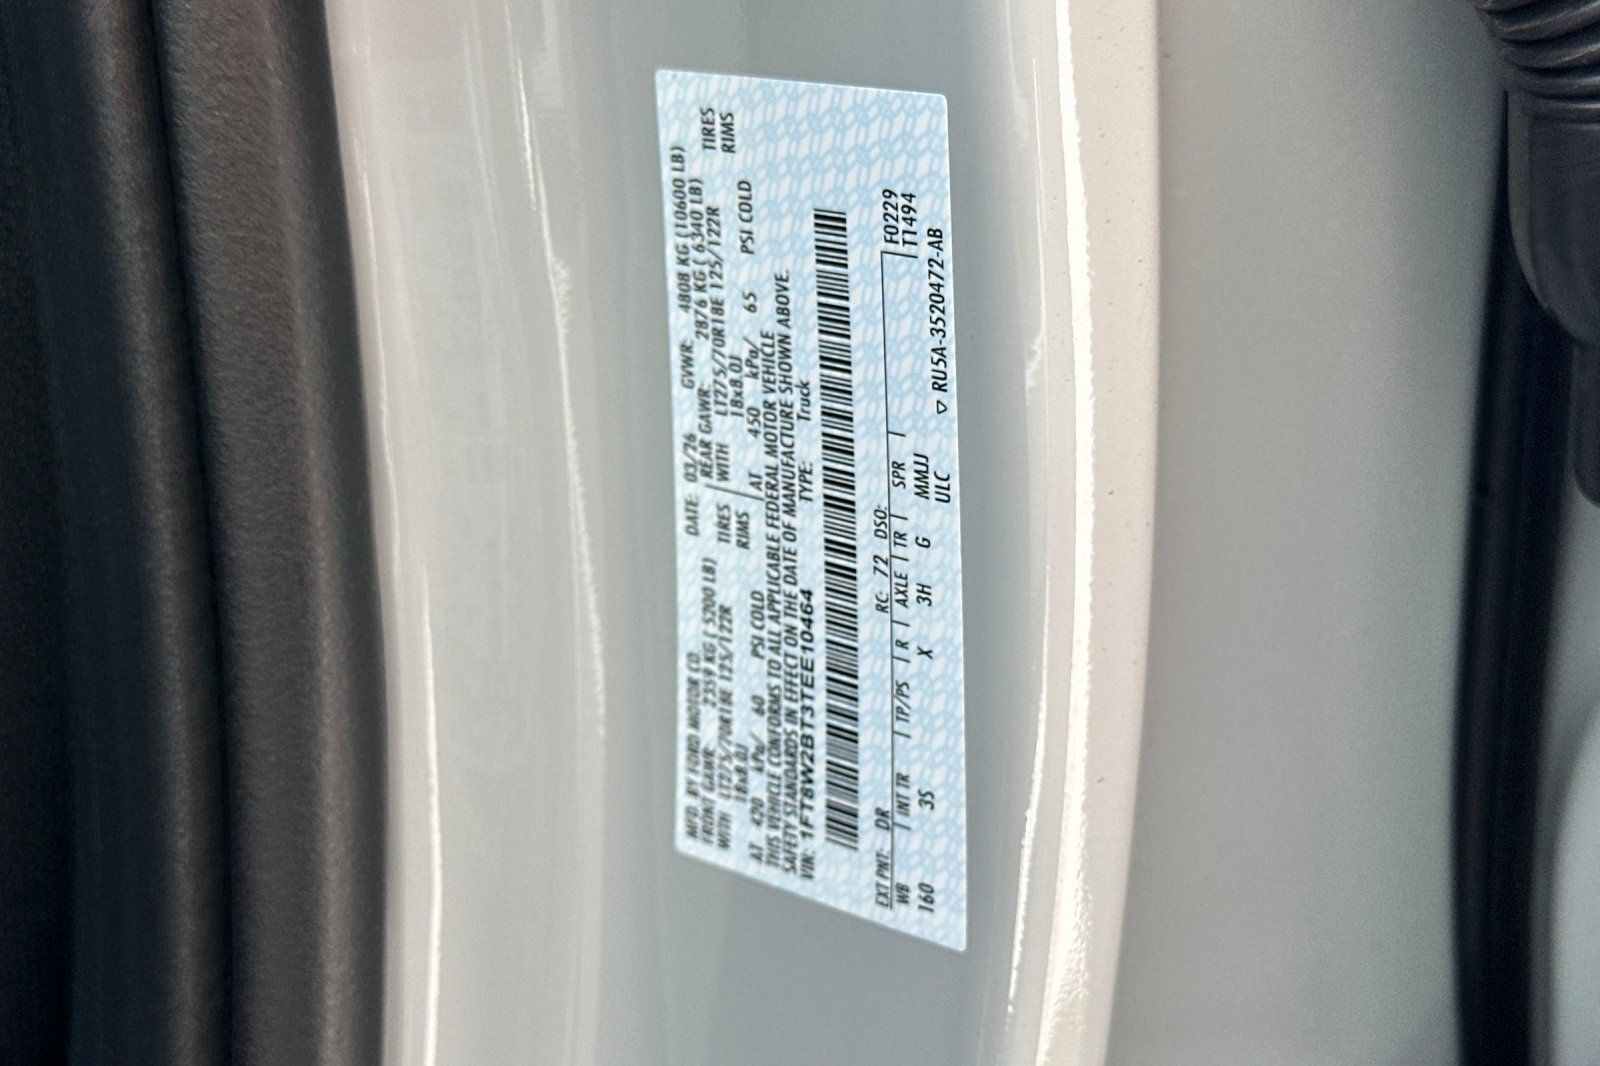 MFD. BY FORD MOTOR CO.
DATE: 03/26 GVWR: 4808 KG (10600 LB)
FRONT GAWR: 2359 KG ( 5200 LB)
REAR GAWR: 2876 KG ( 6340 LB)
WITH LT275/70R18E 125/122R TIRES
WITH LT275/70R18E 125/122R TIRES
18x8.0J RIMS
18x8.0J RIMS
AT 420 kPa/ 60 PSI COLD
AT 450 kPa/ 65 PSI COLD
THIS VEHICLE CONFORMS TO ALL APPLICABLE FEDERAL MOTOR VEHICLE
SAFETY STANDARDS IN EFFECT ON THE DATE OF MANUFACTURE SHOWN ABOVE.
VIN: 1FT8W2BT3TEE10464 TYPE: Truck
EXT PNT: DR RC: 72 DSO: F0229
WB INT TR TP/PS R AXLE TR SPR T1494
160 3S X 3H G MMJJ
ULC ▽ RU5A-3520472-AB